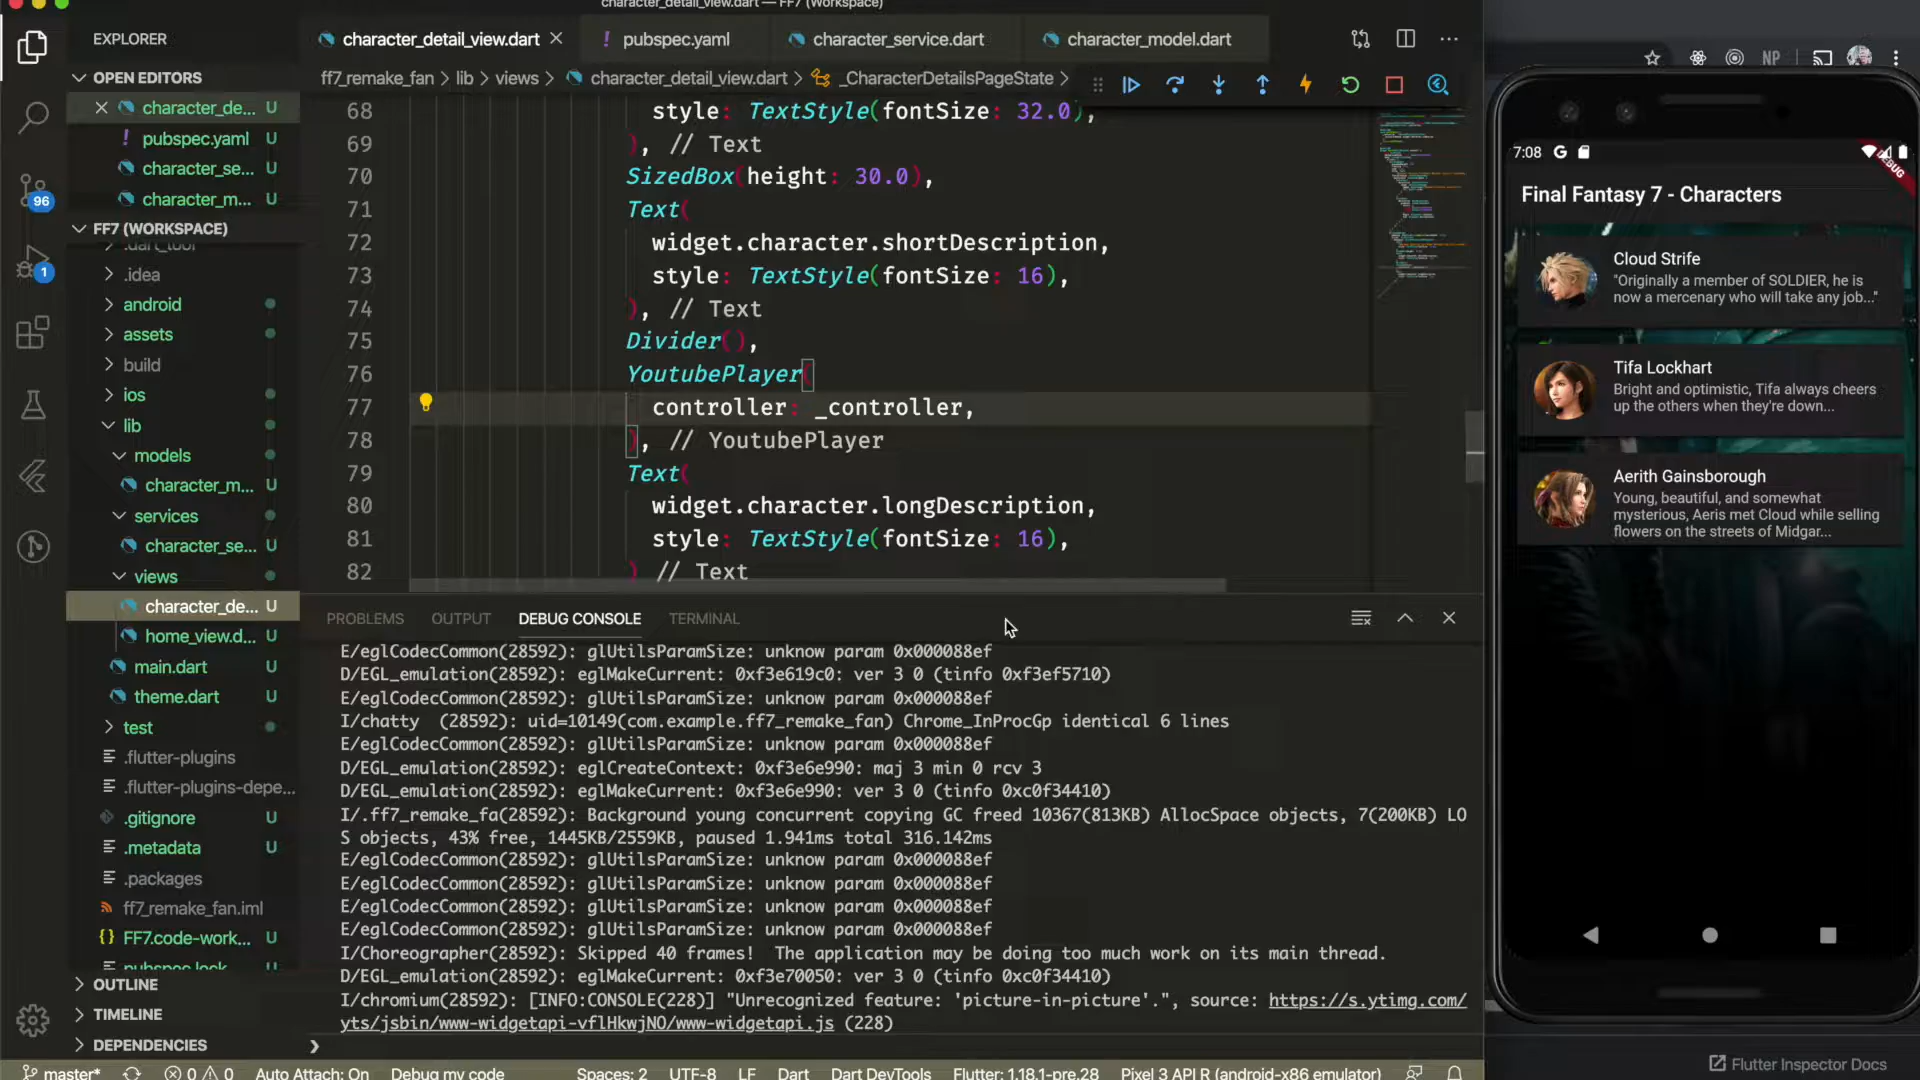 character_detail_view.dart — FF7 (Workspace)
EXPLORER
OPEN EDITORS
character_de... U
pubspec.yaml U
character_se... U
character_m... U
FF7 (WORKSPACE)
.dart_tool
.idea
android
assets
build
ios
lib
models
character_m... U
services
character_se... U
views
character_de... U
home_view.d... U
main.dart U
theme.dart U
test
.flutter-plugins
.flutter-plugins-depe...
.gitignore U
.metadata U
.packages
ff7_remake_fan.iml
FF7.code-work... U
pubspec.lock U
OUTLINE
TIMELINE
DEPENDENCIES
96
1
character_detail_view.dart
pubspec.yaml
character_service.dart
character_model.dart
ff7_remake_fan > lib > views > character_detail_view.dart > _CharacterDetailsPageState >
68 style: TextStyle(fontSize: 32.0),
69 ), // Text
70 SizedBox(height: 30.0),
71 Text(
72 widget.character.shortDescription,
73 style: TextStyle(fontSize: 16),
74 ), // Text
75 Divider(),
76 YoutubePlayer(
77 controller: _controller,
78 ), // YoutubePlayer
79 Text(
80 widget.character.longDescription,
81 style: TextStyle(fontSize: 16),
82 ) // Text
PROBLEMS OUTPUT DEBUG CONSOLE TERMINAL
E/eglCodecCommon(28592): glUtilsParamSize: unknow param 0x000088ef
D/EGL_emulation(28592): eglMakeCurrent: 0xf3e619c0: ver 3 0 (tinfo 0xf3ef5710)
E/eglCodecCommon(28592): glUtilsParamSize: unknow param 0x000088ef
I/chatty  (28592): uid=10149(com.example.ff7_remake_fan) Chrome_InProcGp identical 6 lines
E/eglCodecCommon(28592): glUtilsParamSize: unknow param 0x000088ef
D/EGL_emulation(28592): eglCreateContext: 0xf3e6e990: maj 3 min 0 rcv 3
D/EGL_emulation(28592): eglMakeCurrent: 0xf3e6e990: ver 3 0 (tinfo 0xc0f34410)
I/.ff7_remake_fa(28592): Background young concurrent copying GC freed 10367(813KB) AllocSpace objects, 7(200KB) LO
S objects, 43% free, 1445KB/2559KB, paused 1.941ms total 316.142ms
E/eglCodecCommon(28592): glUtilsParamSize: unknow param 0x000088ef
E/eglCodecCommon(28592): glUtilsParamSize: unknow param 0x000088ef
E/eglCodecCommon(28592): glUtilsParamSize: unknow param 0x000088ef
E/eglCodecCommon(28592): glUtilsParamSize: unknow param 0x000088ef
I/Choreographer(28592): Skipped 40 frames!  The application may be doing too much work on its main thread.
D/EGL_emulation(28592): eglMakeCurrent: 0xf3e70050: ver 3 0 (tinfo 0xc0f34410)
I/chromium(28592): [INFO:CONSOLE(228)] "Unrecognized feature: 'picture-in-picture'.", source: https://s.ytimg.com/
yts/jsbin/www-widgetapi-vflHkwjNO/www-widgetapi.js (228)
master* 0 0 Auto Attach: On Debug my code Spaces: 2 UTF-8 LF Dart Dart DevTools Flutter: 1.18.1-pre.28 Pixel 3 API R (android-x86 emulator)
NP
7:08 G
DEBUG
Final Fantasy 7 - Characters
Cloud Strife
"Originally a member of SOLDIER, he is
now a mercenary who will take any job..."
Tifa Lockhart
Bright and optimistic, Tifa always cheers
up the others when they're down...
Aerith Gainsborough
Young, beautiful, and somewhat
mysterious, Aeris met Cloud while selling
flowers on the streets of Midgar...
Flutter Inspector Docs